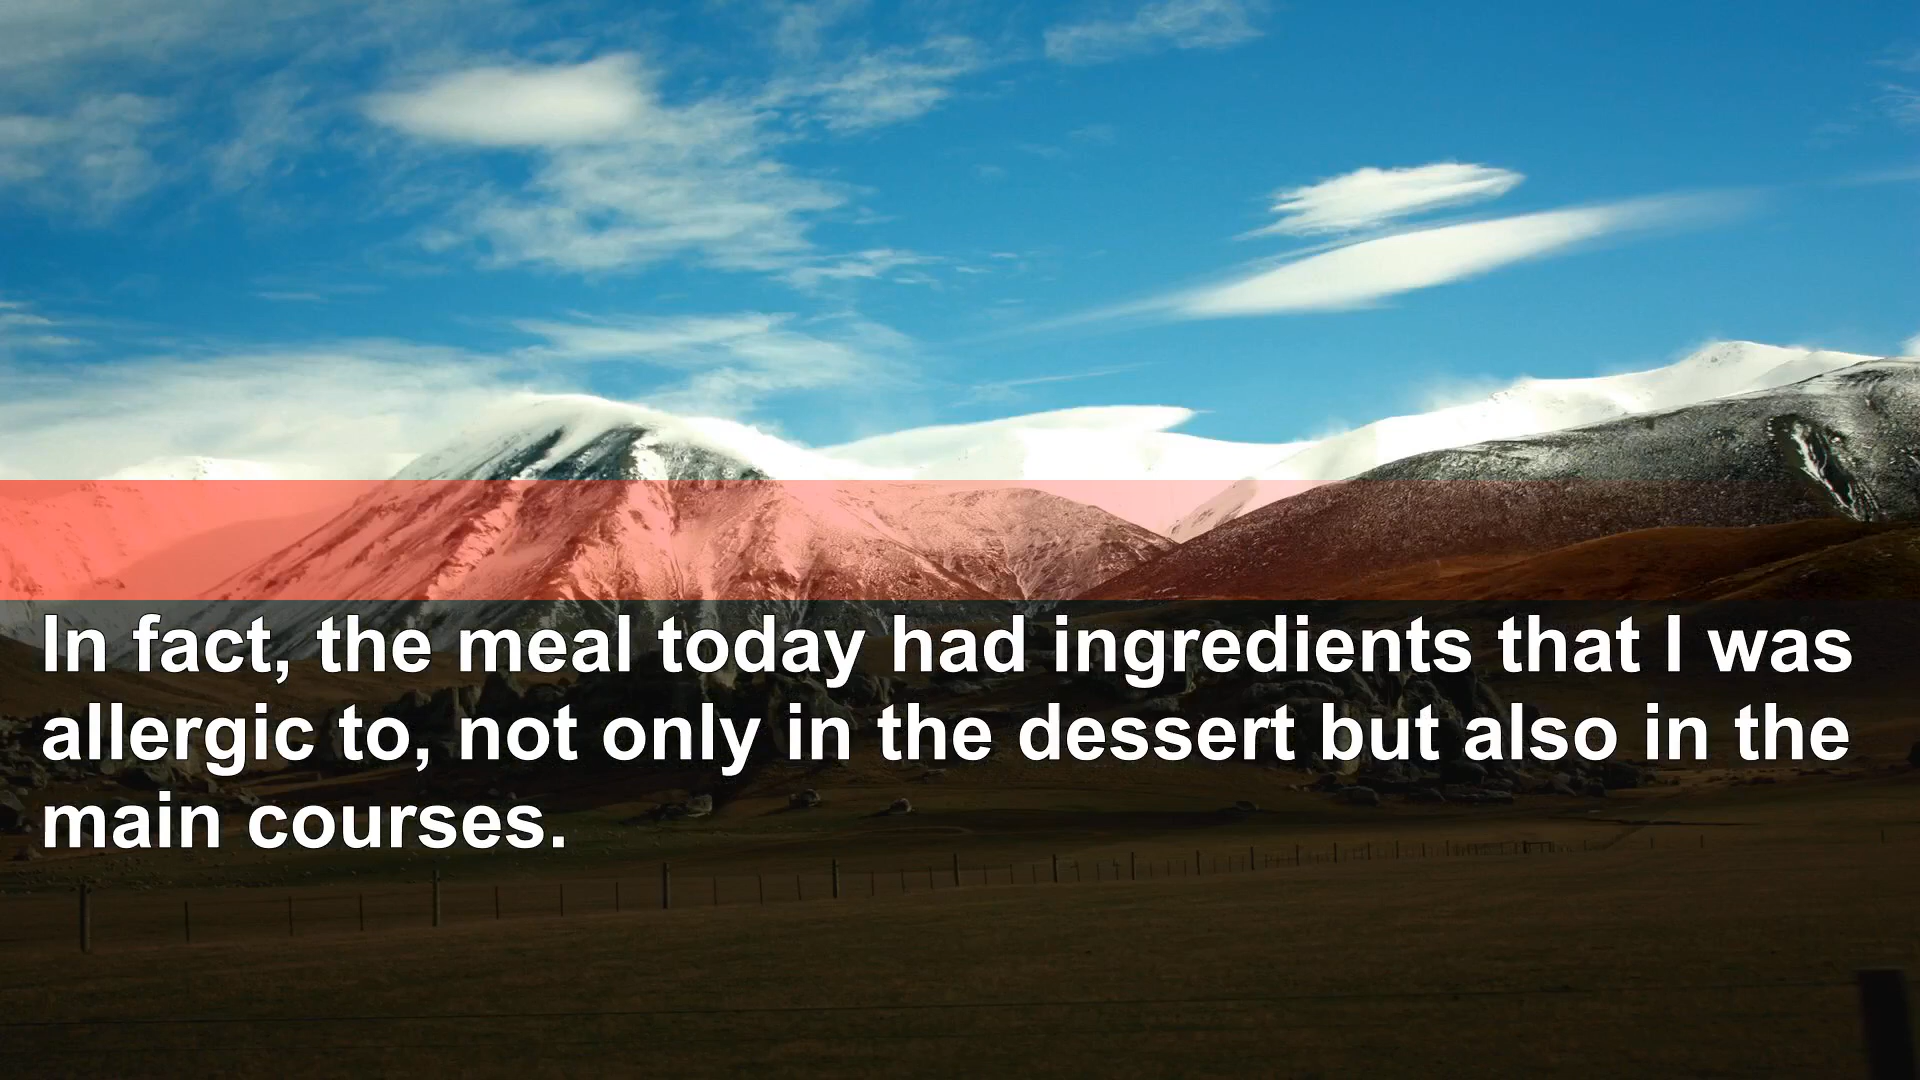 In fact, the meal today had ingredients that I was
allergic to, not only in the dessert but also in the
main courses.